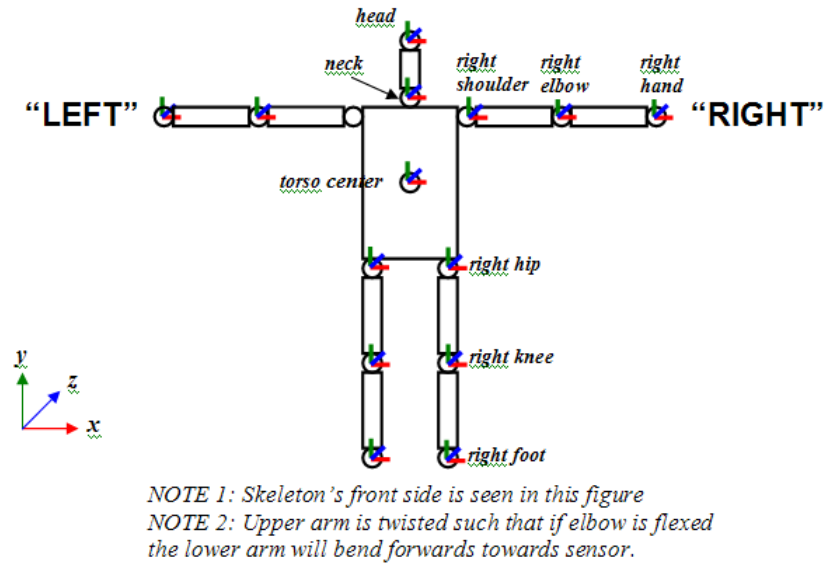 head
neck
right
shoulder
right
elbow
right
hand
“LEFT”
“RIGHT”
torso center
right hip
y
z
x
right knee
right foot
NOTE 1: Skeleton’s front side is seen in this figure
NOTE 2: Upper arm is twisted such that if elbow is flexed
the lower arm will bend forwards towards sensor.